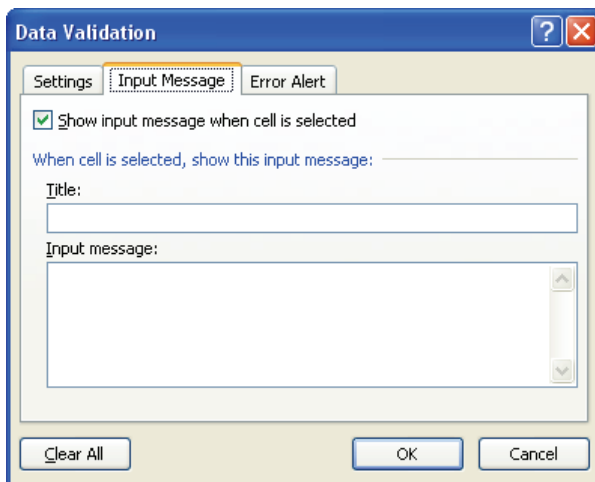 Data Validation
Settings Input Message Error Alert
Show input message when cell is selected
When cell is selected, show this input message:
Title:
Input message:
Clear All OK Cancel